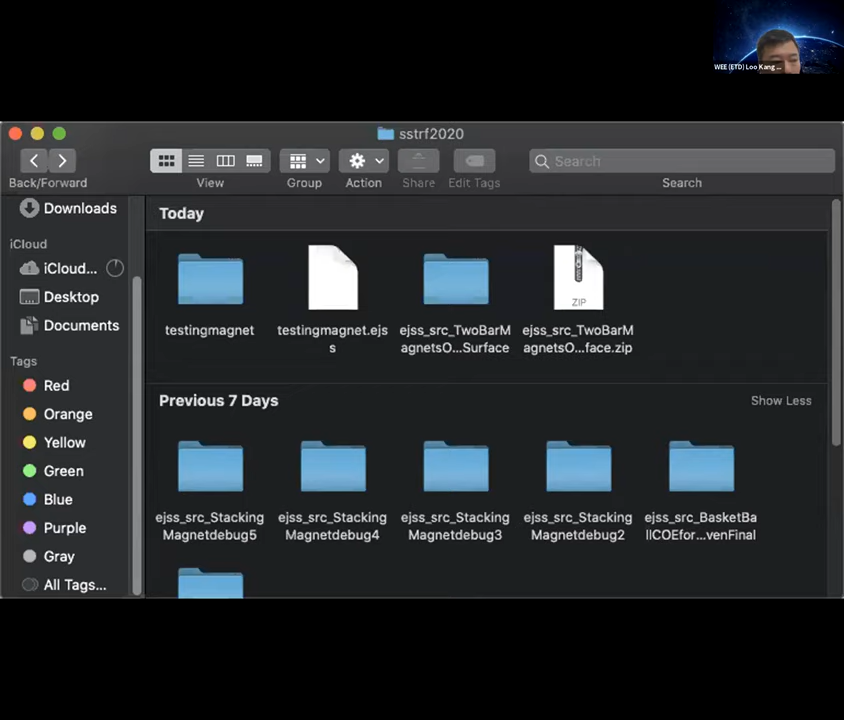 WEE (ETD) Loo Kang ...
sstrf2020
Search
Back/Forward
View
Group
Action
Share
Edit Tags
Search
Downloads
iCloud
iCloud...
Desktop
Documents
Tags
Red
Orange
Yellow
Green
Blue
Purple
Gray
All Tags...
Today
testingmagnet
testingmagnet.ejs
s
ejss_src_TwoBarM
agnetsO...Surface
ZIP
ejss_src_TwoBarM
agnetsO...face.zip
Previous 7 Days
Show Less
ejss_src_Stacking
Magnetdebug5
ejss_src_Stacking
Magnetdebug4
ejss_src_Stacking
Magnetdebug3
ejss_src_Stacking
Magnetdebug2
ejss_src_BasketBa
llCOEfor...venFinal